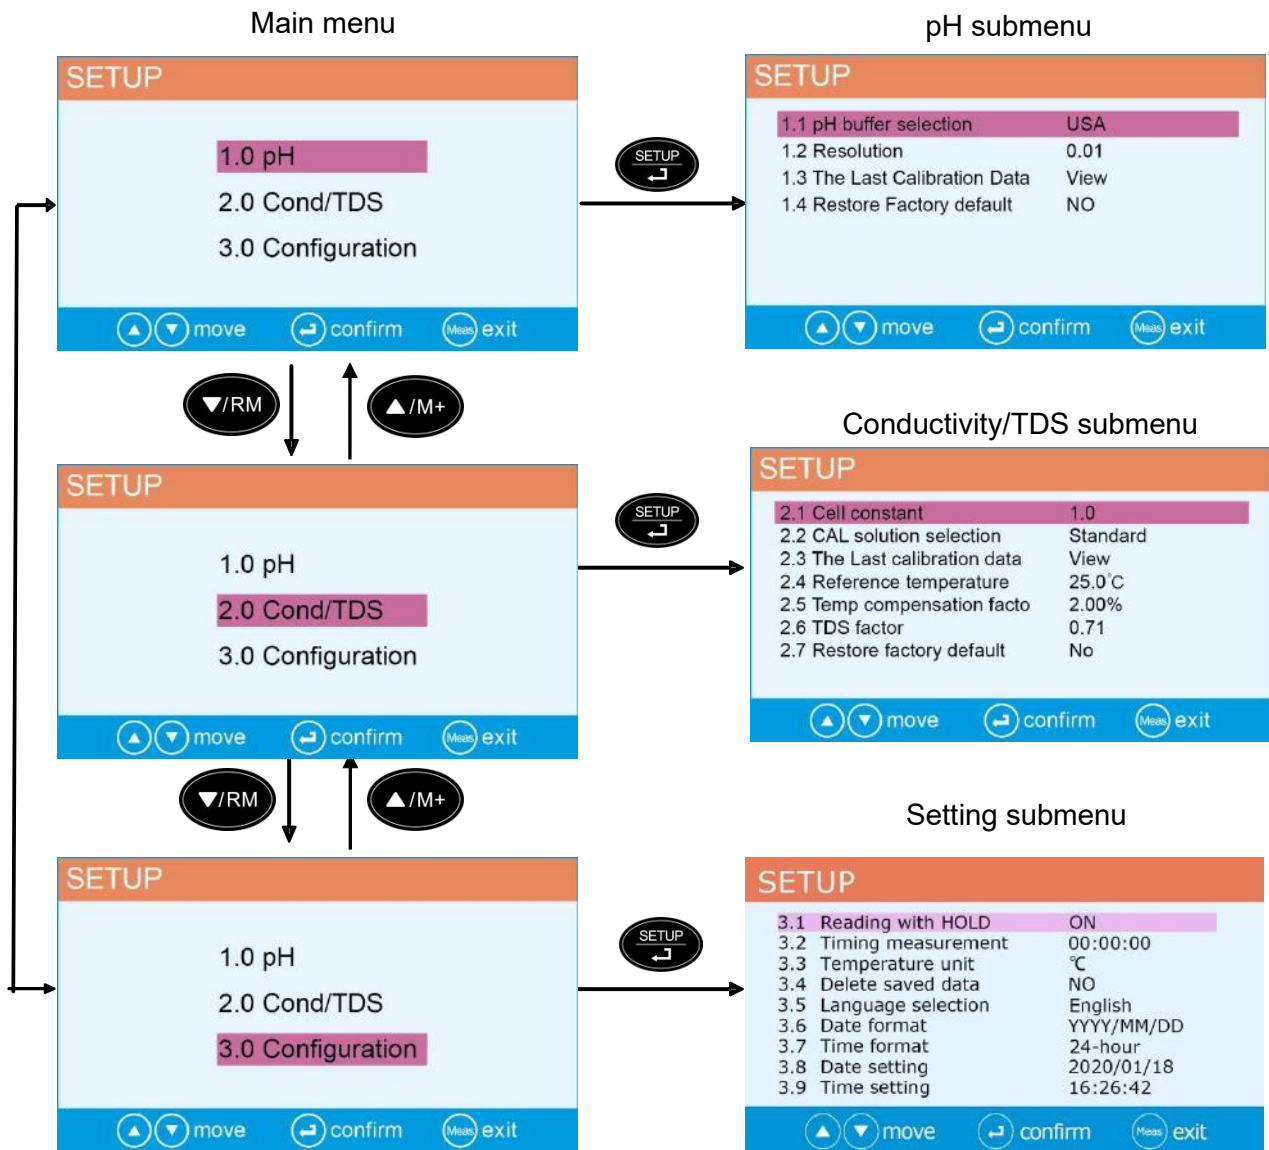 Main menu
SETUP
1.0 pH
2.0 Cond/TDS
3.0 Configuration
move confirm Meas exit
SETUP
pH submenu
SETUP
1.1 pH buffer selection USA
1.2 Resolution 0.01
1.3 The Last Calibration Data View
1.4 Restore Factory default NO
move confirm Meas exit
▼/RM
▲/M+
SETUP
1.0 pH
2.0 Cond/TDS
3.0 Configuration
move confirm Meas exit
SETUP
Conductivity/TDS submenu
SETUP
2.1 Cell constant 1.0
2.2 CAL solution selection Standard
2.3 The Last calibration data View
2.4 Reference temperature 25.0°C
2.5 Temp compensation facto 2.00%
2.6 TDS factor 0.71
2.7 Restore factory default No
move confirm Meas exit
▼/RM
▲/M+
SETUP
1.0 pH
2.0 Cond/TDS
3.0 Configuration
move confirm Meas exit
SETUP
Setting submenu
SETUP
3.1 Reading with HOLD ON
3.2 Timing measurement 00:00:00
3.3 Temperature unit ℃
3.4 Delete saved data NO
3.5 Language selection English
3.6 Date format YYYY/MM/DD
3.7 Time format 24-hour
3.8 Date setting 2020/01/18
3.9 Time setting 16:26:42
move confirm Meas exit